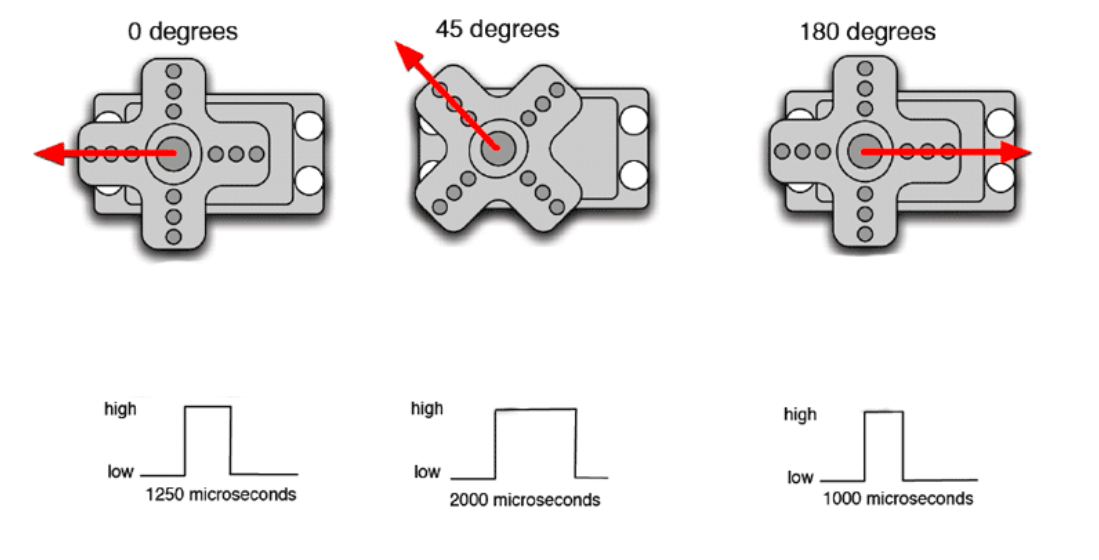 0 degrees
45 degrees
180 degrees
high
low
1250 microseconds
high
low
2000 microseconds
high
low
1000 microseconds